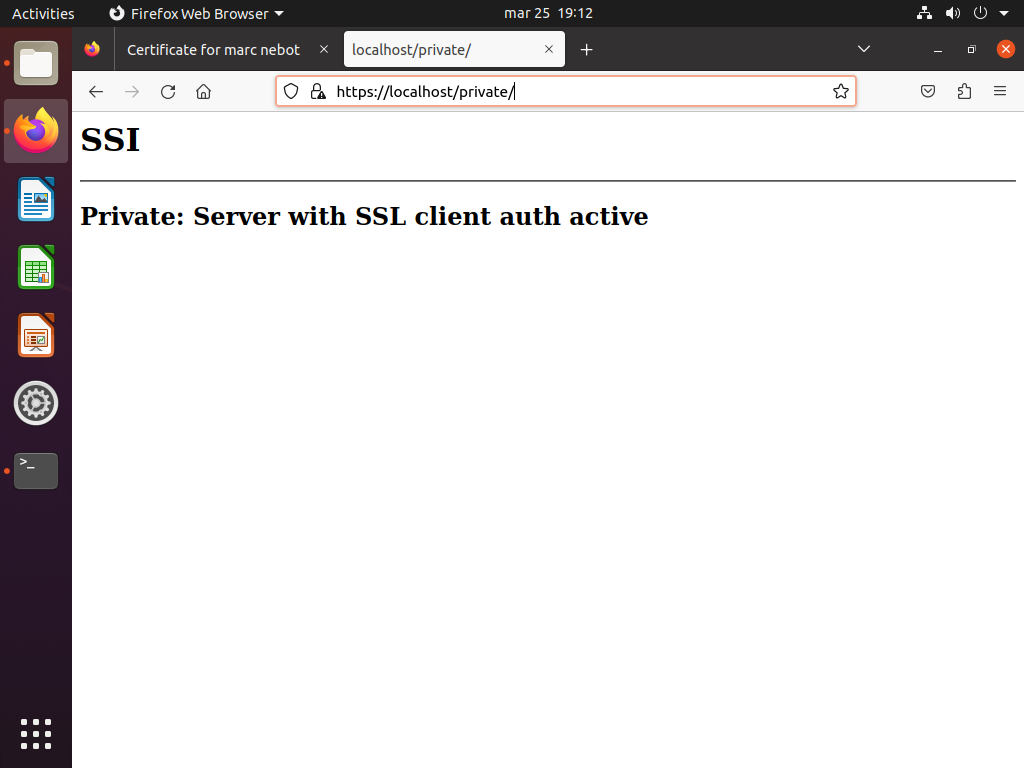 Activities Firefox Web Browser mar 25 19:12
Certificate for marc nebot localhost/private/
https://localhost/private/
SSI
Private: Server with SSL client auth active
>_